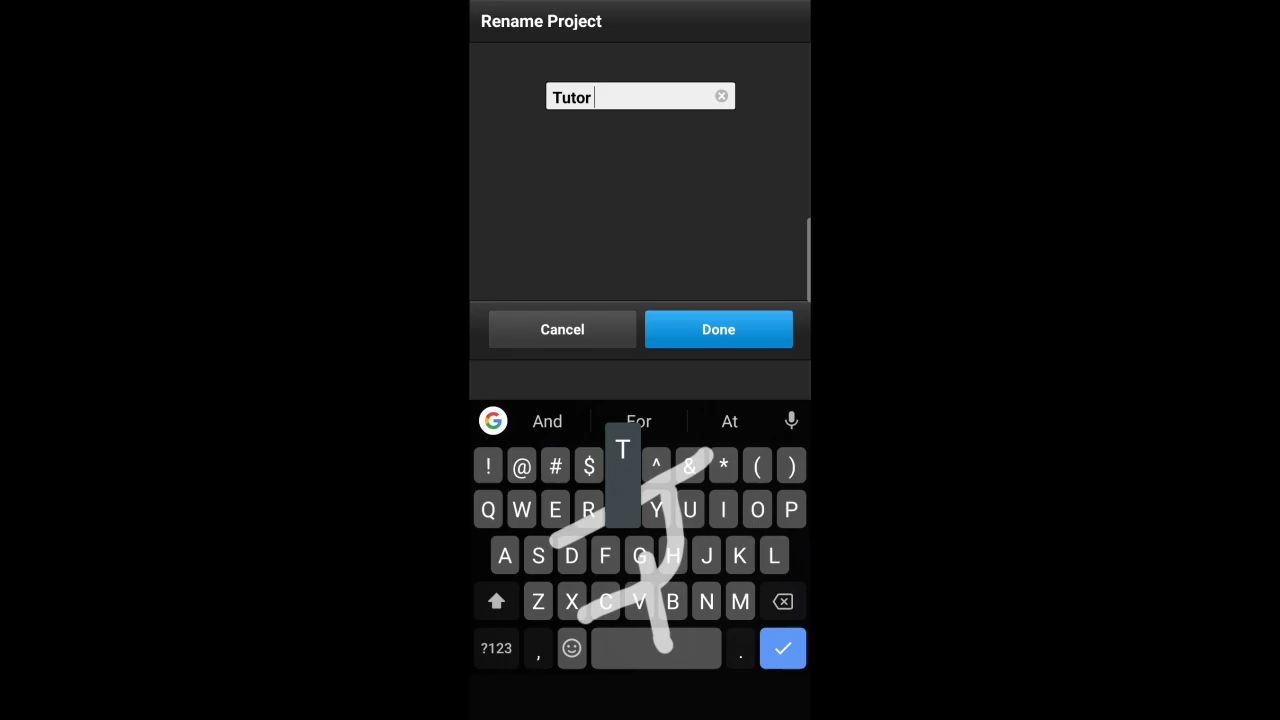 Rename Project
Tutor
Cancel Done
And For At
! @ # $ ^ & * ( )
T
Q W E R Y U I O P
A S D F G H J K L
Z X C V B N M
?123 , .